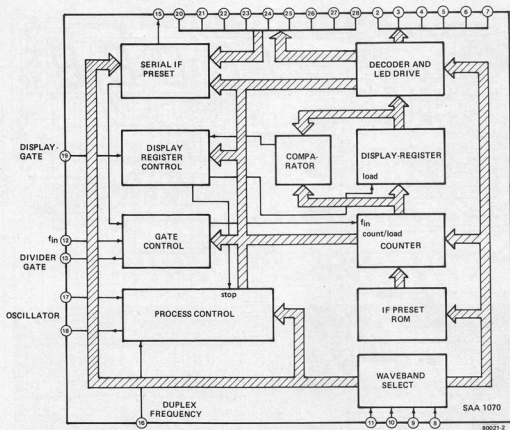 15 20 21 22 23 24 25 26 27 28 2 3 4 5 6 7
SERIAL IF
PRESET
DECODER AND
LED DRIVE
DISPLAY-
GATE
19
DISPLAY
REGISTER
CONTROL
COMPA-
RATOR
DISPLAY-REGISTER
load
fin
12
DIVIDER
GATE
13
GATE
CONTROL
fin
count/load
COUNTER
17
OSCILLATOR
18
stop
PROCESS CONTROL
IF PRESET
ROM
WAVEBAND
SELECT
DUPLEX
FREQUENCY
16
11 10 9 8
SAA 1070
80021-2